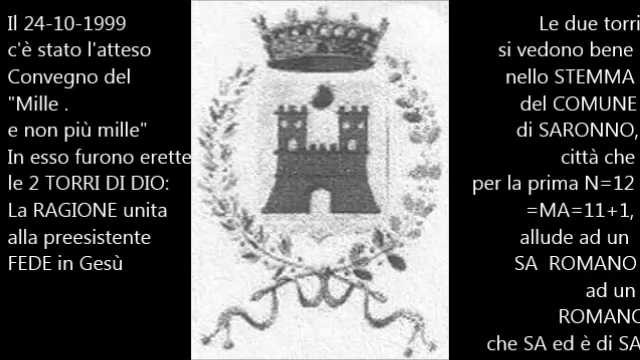 Il 24-10-1999
c'è stato l'atteso
Convegno del
"Mille .
e non più mille"
In esso furono erette
le 2 TORRI DI DIO:
La RAGIONE unita
alla preesistente
FEDE in Gesù
Le due torri
si vedono bene
nello STEMMA
del COMUNE
di SARONNO,
città che
per la prima N=12
=MA=11+1,
allude ad un
SA ROMANO
ad un
ROMANO
che SA ed è di SA